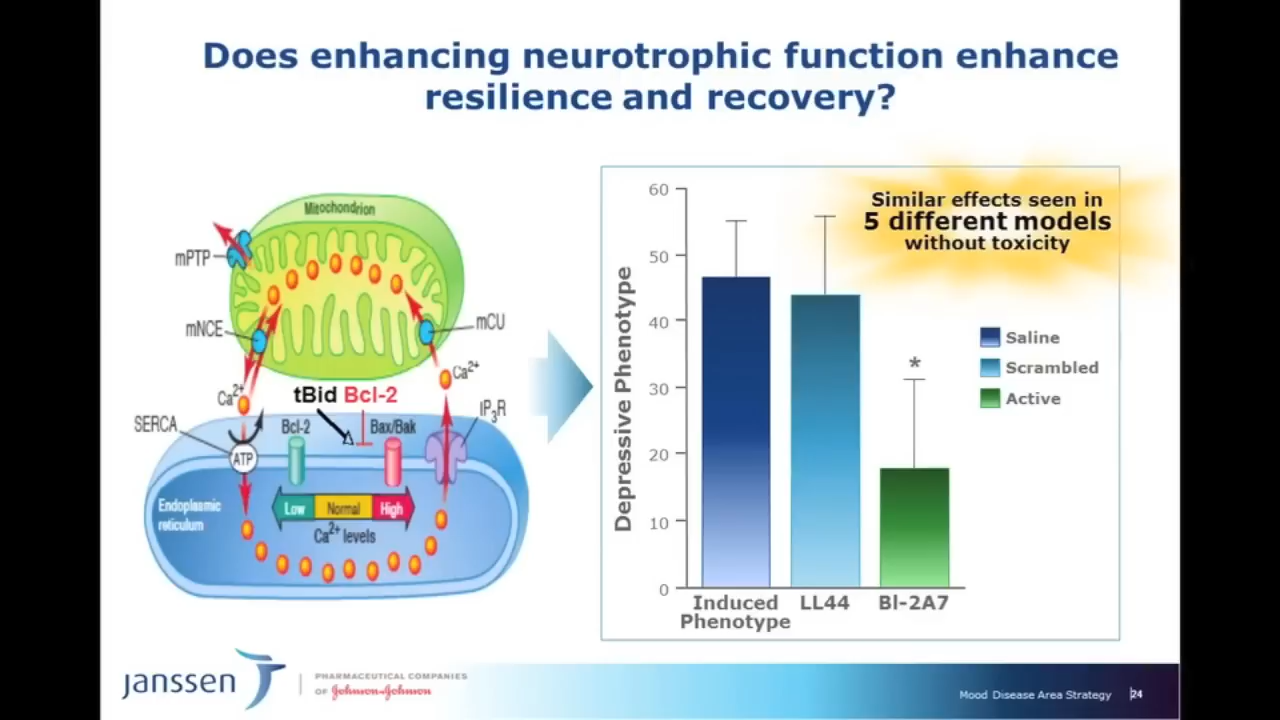 Does enhancing neurotrophic function enhance
resilience and recovery?
Mitochondrion
mPTP
mNCE
mCU
Ca2+
Ca2+
tBid Bcl-2
SERCA
IP3R
Bcl-2
Bax/Bak
ATP
Endoplasmic
reticulum
Low
Normal
High
Ca2+ levels
Depressive Phenotype
60
50
40
30
20
10
0
*
Induced
Phenotype
LL44
Bl-2A7
Similar effects seen in
5 different models
without toxicity
Saline
Scrambled
Active
janssen
PHARMACEUTICAL COMPANIES
OF Johnson & Johnson
Mood Disease Area Strategy
24